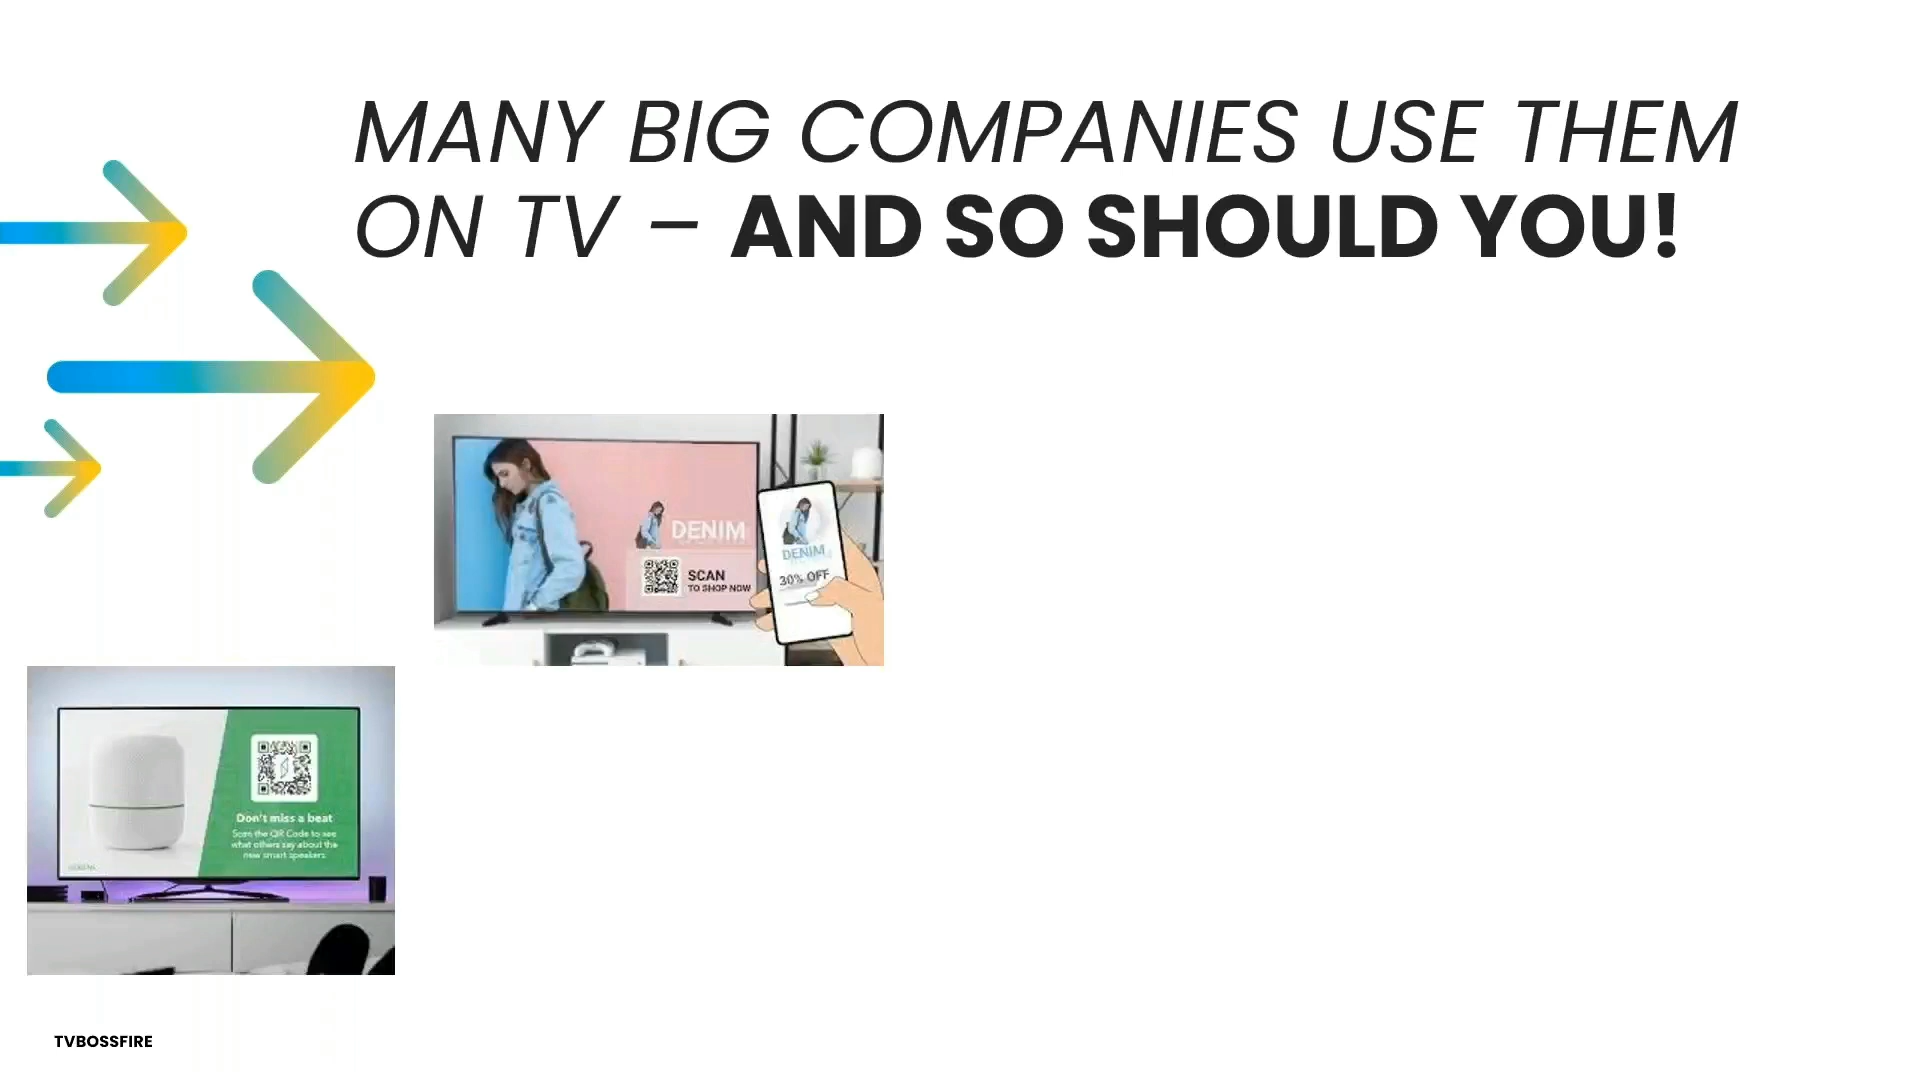 MANY BIG COMPANIES USE THEM
ON TV – AND SO SHOULD YOU!
DENIM
SCAN
TO SHOP NOW
DENIM
30% OFF
Don't miss a beat
Scan the QR Code to see
what others say about the
new smart speakers.
TVBOSSFIRE